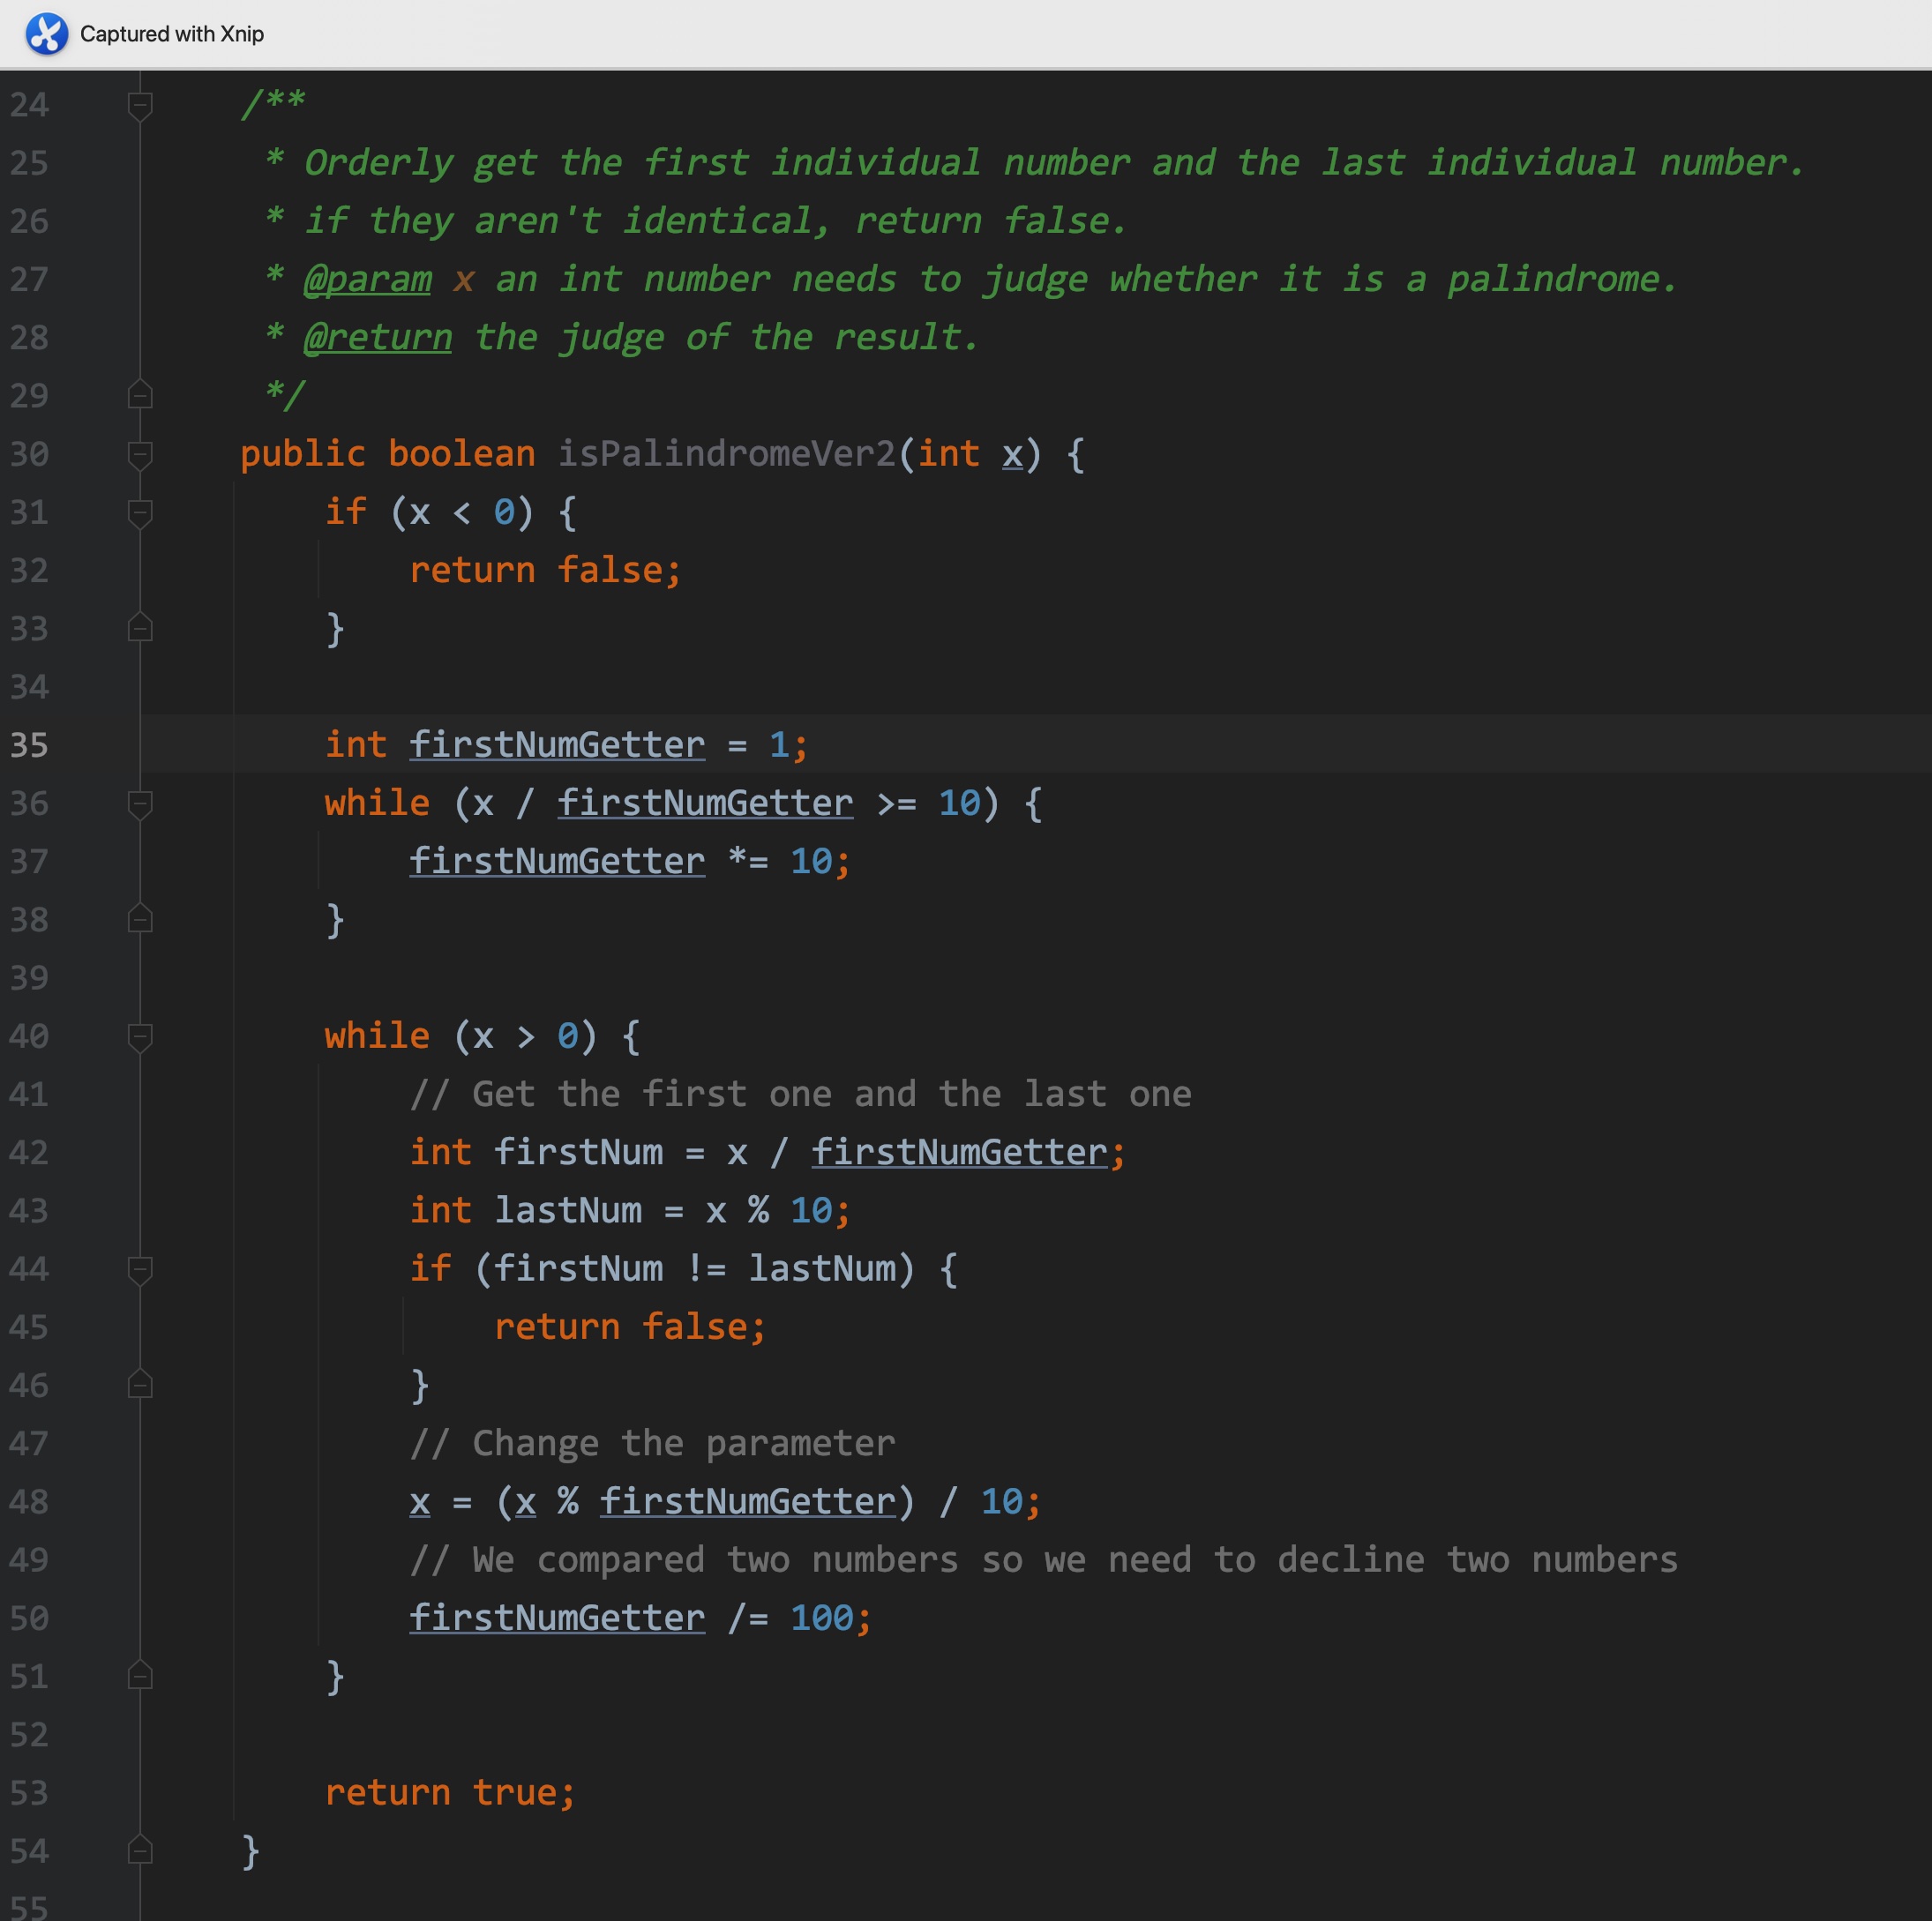 Captured with Xnip
24 /**
25 * Orderly get the first individual number and the last individual number.
26 * if they aren't identical, return false.
27 * @param x an int number needs to judge whether it is a palindrome.
28 * @return the judge of the result.
29 */
30 public boolean isPalindromeVer2(int x) {
31 if (x < 0) {
32 return false;
33 }
34
35 int firstNumGetter = 1;
36 while (x / firstNumGetter >= 10) {
37 firstNumGetter *= 10;
38 }
39
40 while (x > 0) {
41 // Get the first one and the last one
42 int firstNum = x / firstNumGetter;
43 int lastNum = x % 10;
44 if (firstNum != lastNum) {
45 return false;
46 }
47 // Change the parameter
48 x = (x % firstNumGetter) / 10;
49 // We compared two numbers so we need to decline two numbers
50 firstNumGetter /= 100;
51 }
52
53 return true;
54 }
55